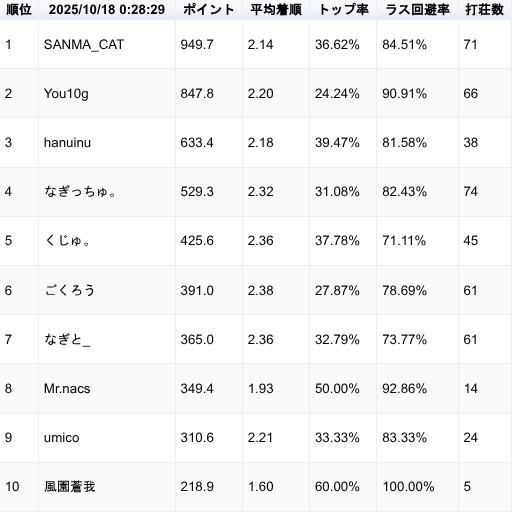 順位 2025/10/18 0:28:29 ポイント 平均着順 トップ率 ラス回避率 打荘数
1 SANMA_CAT 949.7 2.14 36.62% 84.51% 71
2 You10g 847.8 2.20 24.24% 90.91% 66
3 hanuinu 633.4 2.18 39.47% 81.58% 38
4 なぎっちゅ。 529.3 2.32 31.08% 82.43% 74
5 くじゅ。 425.6 2.36 37.78% 71.11% 45
6 ごくろう 391.0 2.38 27.87% 78.69% 61
7 なぎと_ 365.0 2.36 32.79% 73.77% 61
8 Mr.nacs 349.4 1.93 50.00% 92.86% 14
9 umico 310.6 2.21 33.33% 83.33% 24
10 風園蒼我 218.9 1.60 60.00% 100.00% 5